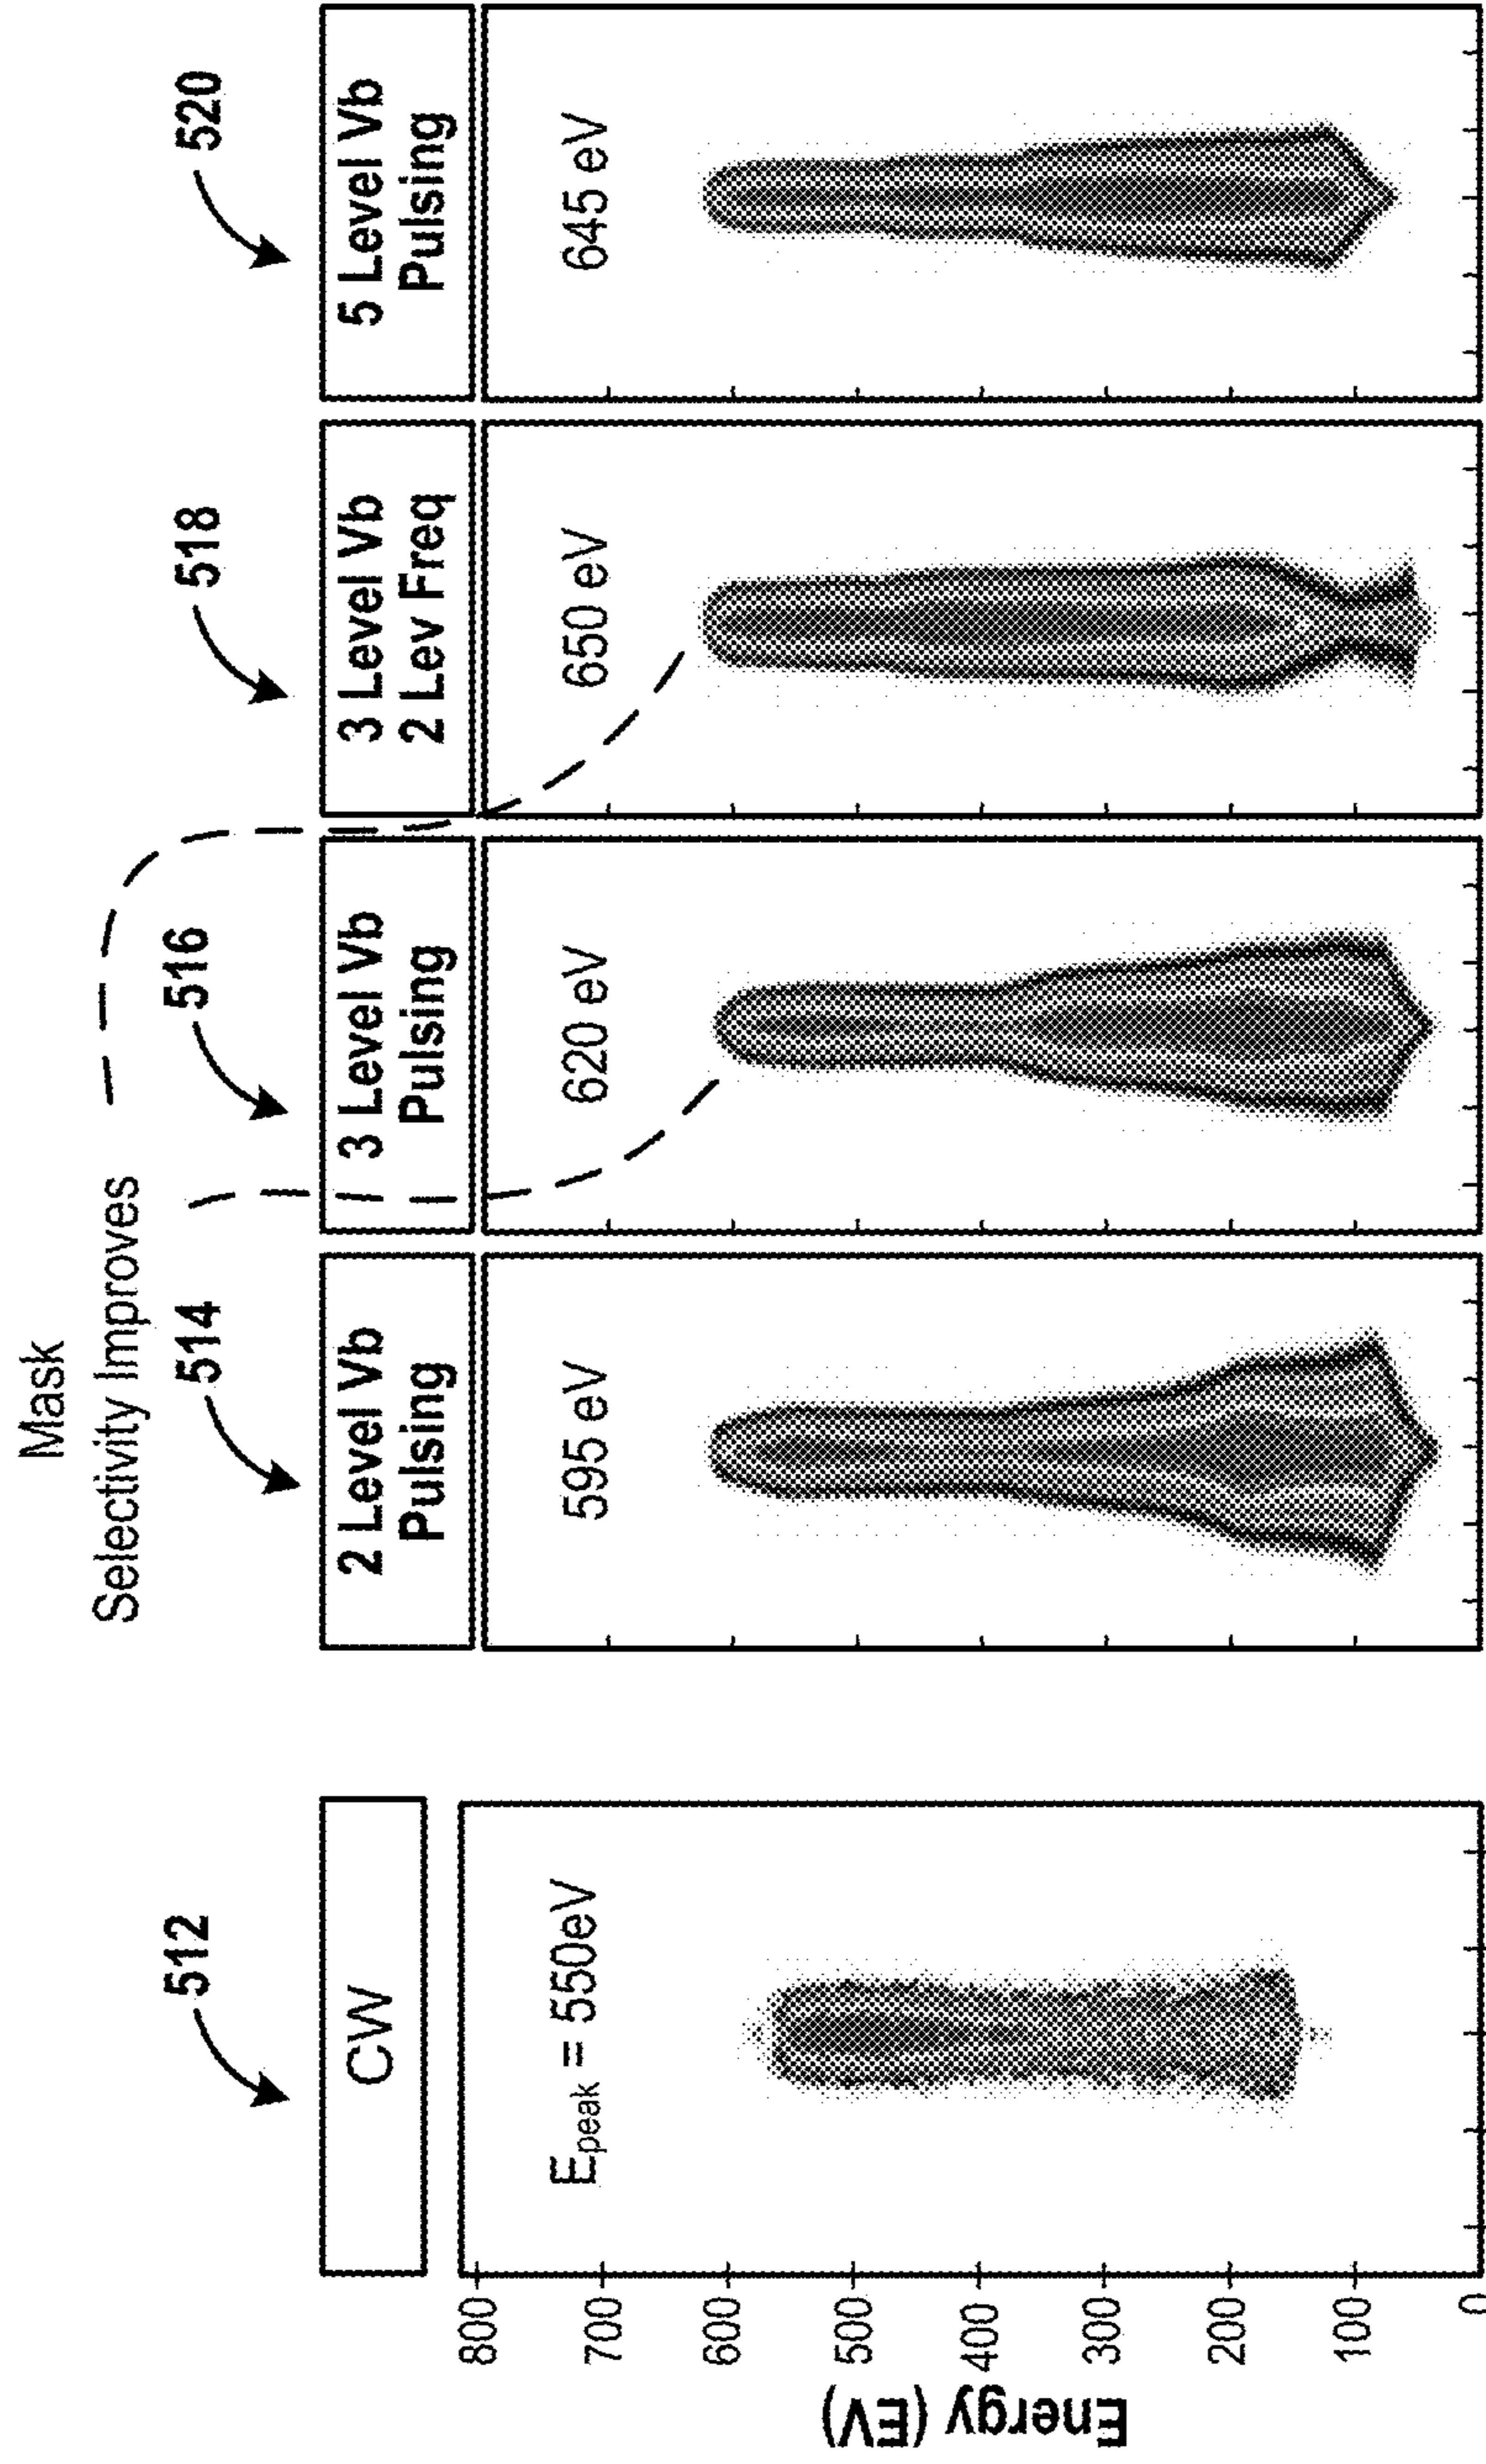 Mask
Selectivity Improves
512
514
516
518
520
CW
2 Level Vb
Pulsing
3 Level Vb
Pulsing
3 Level Vb
2 Lev Freq
5 Level Vb
Pulsing
Epeak = 550eV
595 eV
620 eV
650 eV
645 eV
Energy (EV)
800
700
600
500
400
300
200
100
0